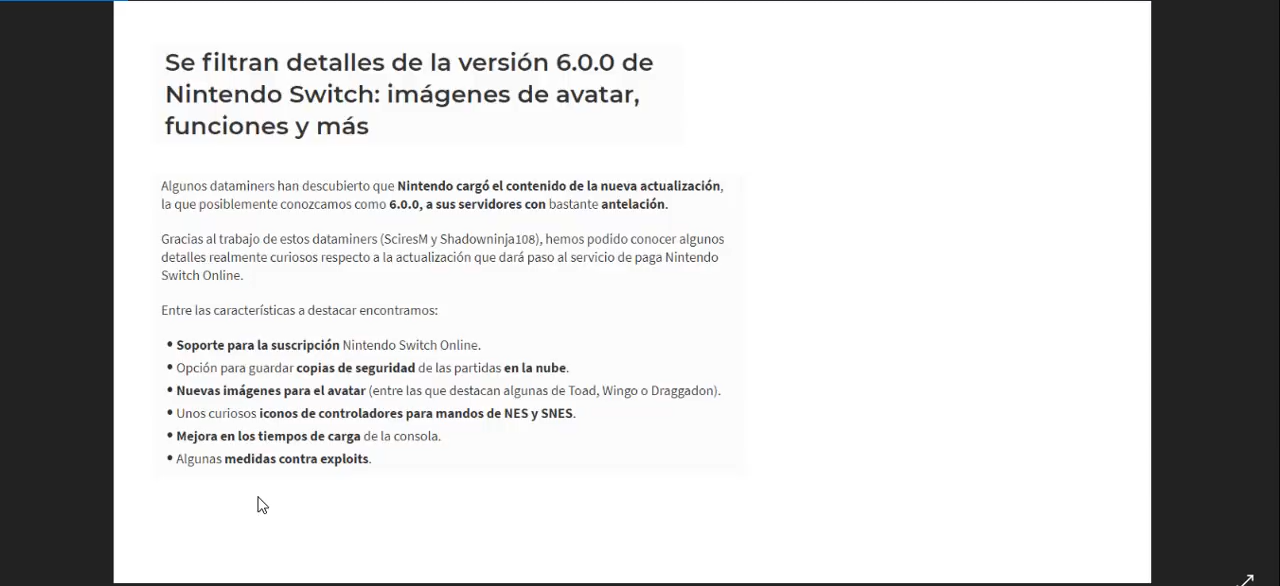 Se filtran detalles de la versión 6.0.0 de
Nintendo Switch: imágenes de avatar,
funciones y más
Algunos dataminers han descubierto que Nintendo cargó el contenido de la nueva actualización,
la que posiblemente conozcamos como 6.0.0, a sus servidores con bastante antelación.
Gracias al trabajo de estos dataminers (SciresM y Shadowninja108), hemos podido conocer algunos
detalles realmente curiosos respecto a la actualización que dará paso al servicio de paga Nintendo
Switch Online.
Entre las características a destacar encontramos:
• Soporte para la suscripción Nintendo Switch Online.
• Opción para guardar copias de seguridad de las partidas en la nube.
• Nuevas imágenes para el avatar (entre las que destacan algunas de Toad, Wingo o Draggadon).
• Unos curiosos iconos de controladores para mandos de NES y SNES.
• Mejora en los tiempos de carga de la consola.
• Algunas medidas contra exploits.